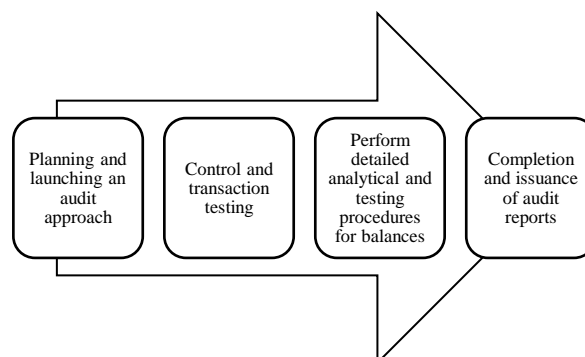 Planning and
launching an
audit
approach
Control and
transaction
testing
Perform
detailed
analytical and
testing
procedures
for balances
Completion
and issuance
of audit
reports